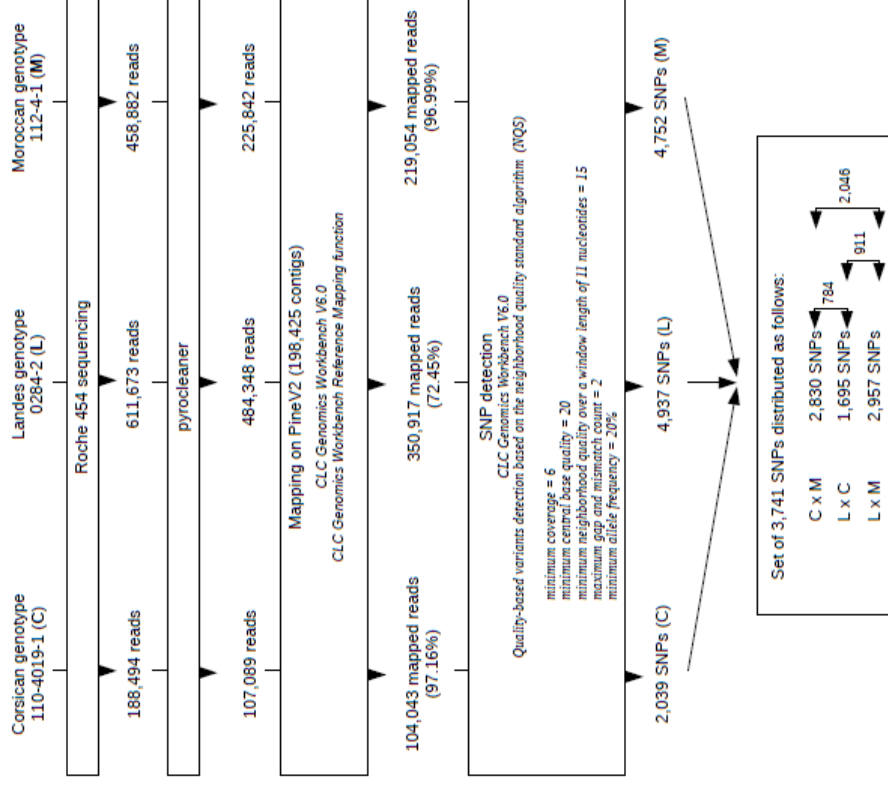 Corsican genotype
110-4019-1 (C)
Landes genotype
0284-2 (L)
Moroccan genotype
112-4-1 (M)
Roche 454 sequencing
188,494 reads
611,673 reads
458,882 reads
pyrocleaner
107,089 reads
484,348 reads
225,842 reads
Mapping on PineV2 (198,425 contigs)
CLC Genomics Workbench V6.0
CLC Genomics Workbench Reference Mapping function
104,043 mapped reads
(97.16%)
350,917 mapped reads
(72.45%)
219,054 mapped reads
(96.99%)
SNP detection
CLC Genomics Workbench V6.0
Quality-based variants detection based on the neighborhood quality standard algorithm (NQS)
minimum coverage = 6
minimum central base quality = 20
minimum neighborhood quality over a window length of 11 nucleotides = 15
maximum gap and mismatch count = 2
minimum allele frequency = 20%
2,039 SNPs (C)
4,937 SNPs (L)
4,752 SNPs (M)
Set of 3,741 SNPs distributed as follows:
C x M 2,830 SNPs
784
L x C 1,695 SNPs
911
2,046
L x M 2,957 SNPs